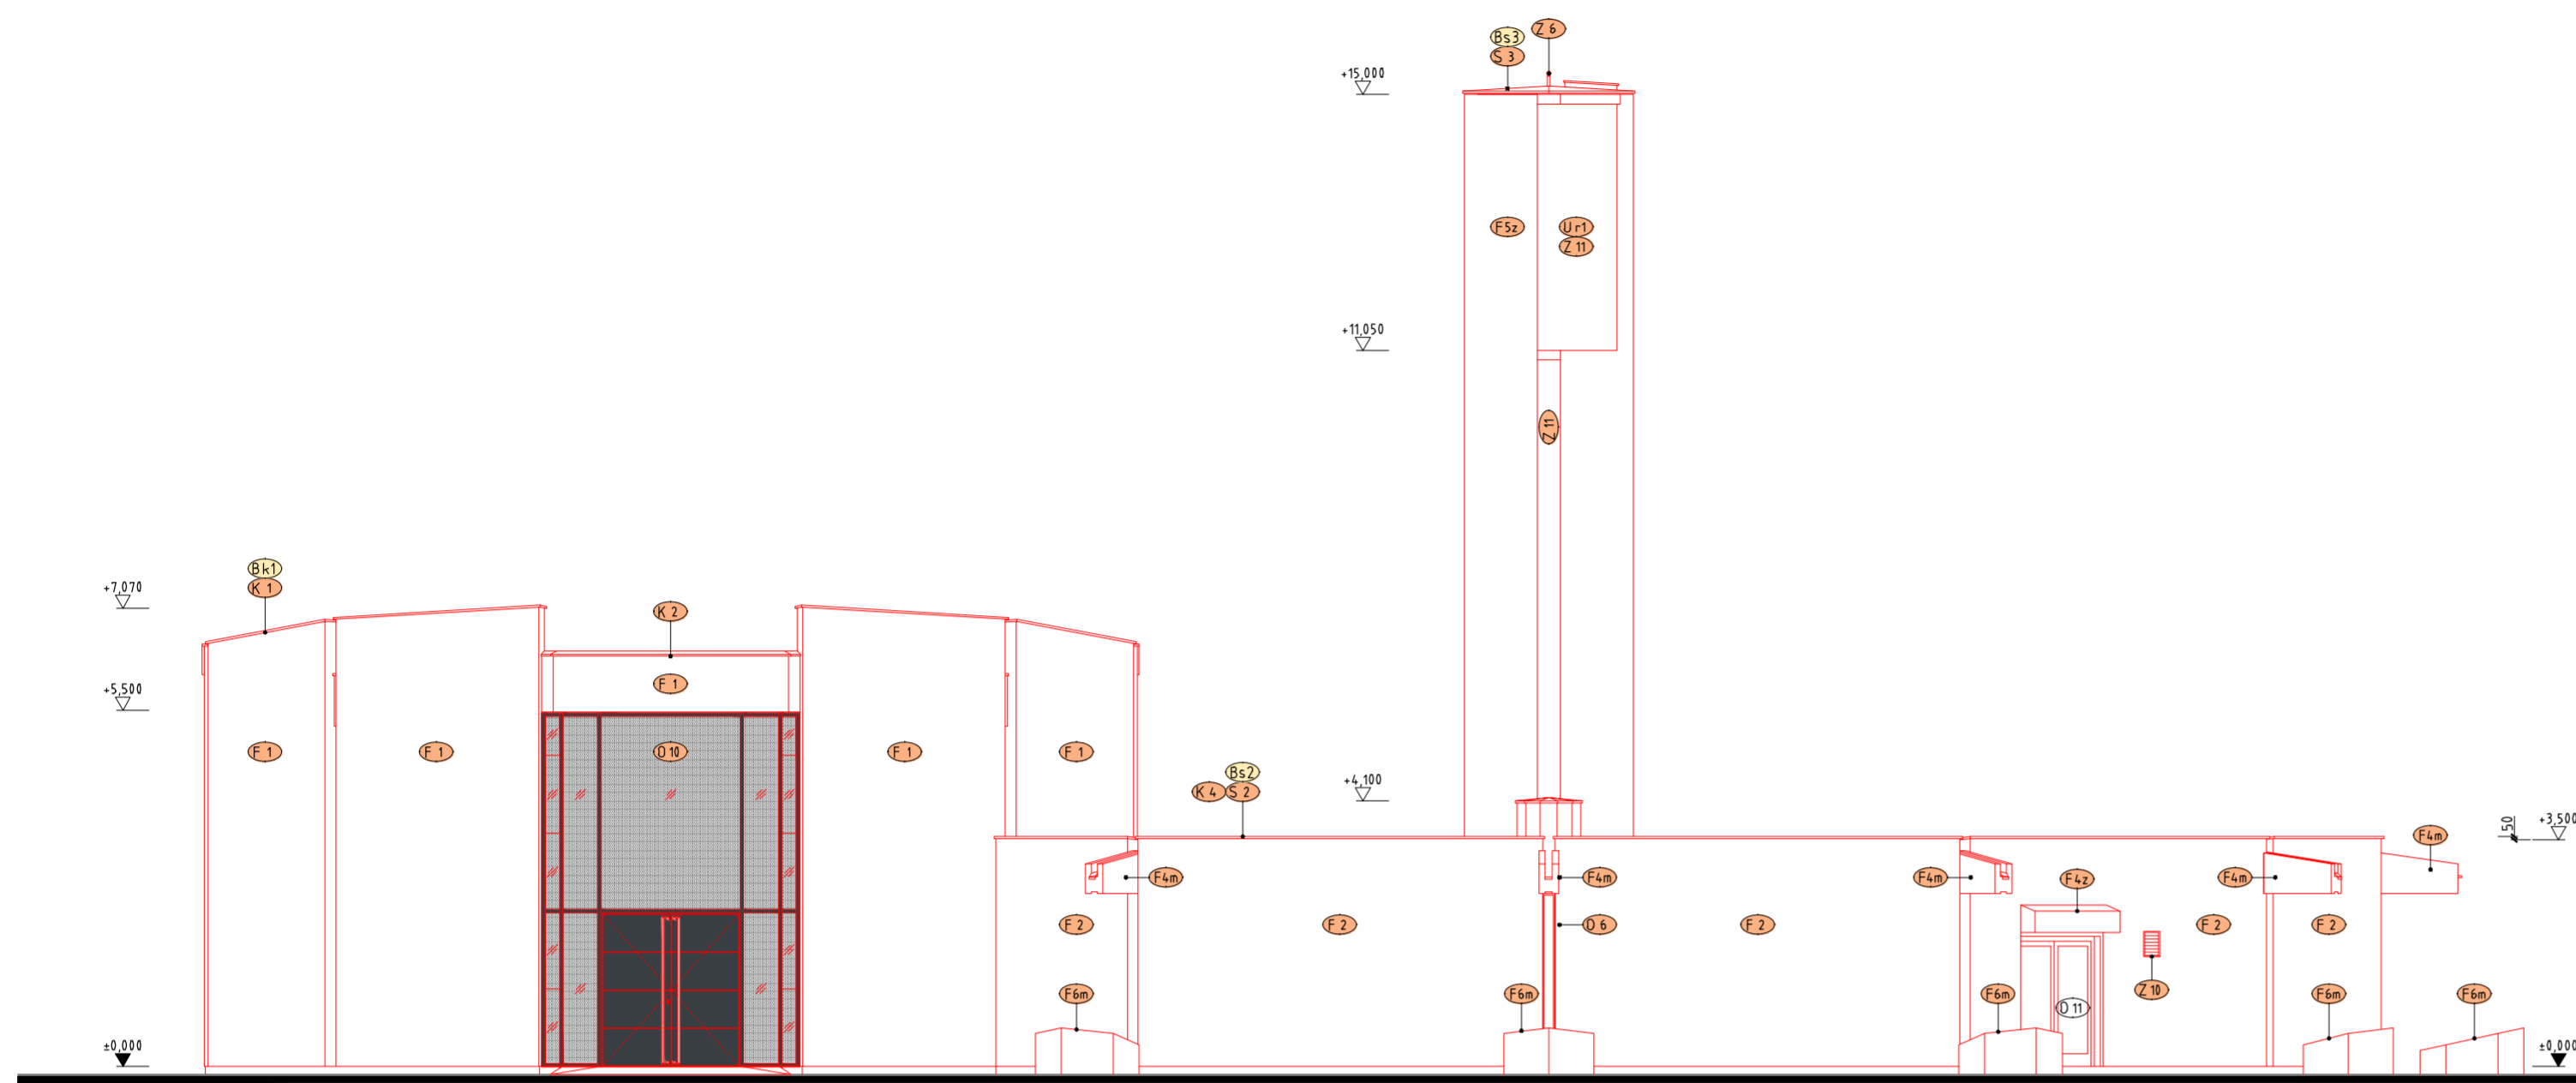 Z 6
Bs3
S 3
+15,000
F5z
Ur1
Z 11
+11,050
Z 11
Bk1
K 1
+7,070
K 2
F 1
+5,500
F 1
F 1
O 10
F 1
F 1
Bs2
K 4
S 2
+4,100
50
+3,500
F4m
F4m
F4m
F4m
F4z
F4m
F 2
F 2
O 6
F 2
F 2
F 2
F6m
F6m
F6m
D 11
Z 10
F6m
F6m
±0,000
±0,000